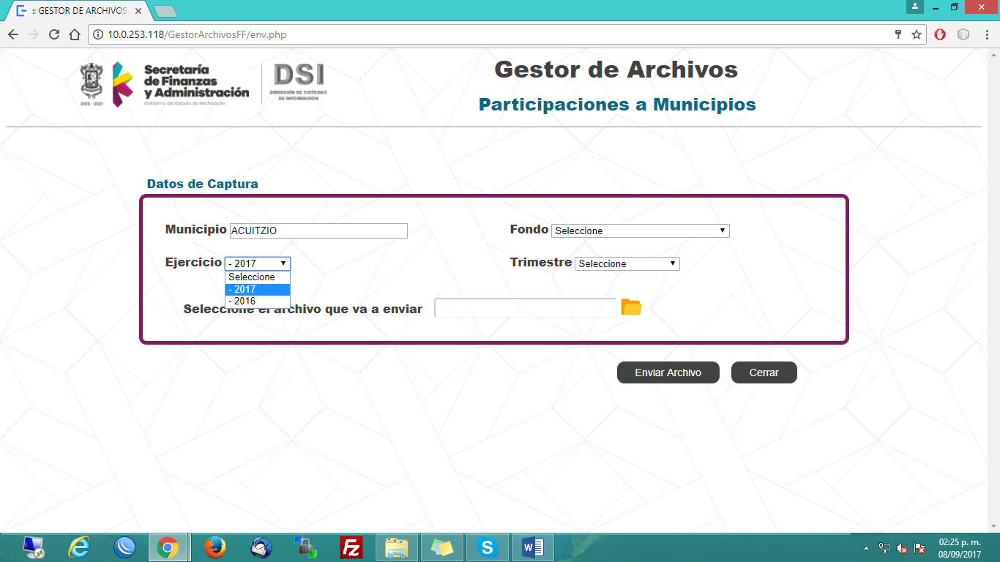 :: GESTOR DE ARCHIVOS
10.0.253.118/GestorArchivosFF/env.php
2015 - 2021
Secretaría
de Finanzas
y Administración
Gobierno del Estado de Michoacán
DSI
DIRECCION DE SISTEMAS
DE INFORMACION
Gestor de Archivos
Participaciones a Municipios
Datos de Captura
Municipio ACUITZIO
Fondo Seleccione
Ejercicio - 2017
Trimestre Seleccione
Seleccione
- 2017
- 2016
Seleccione el archivo que va a enviar
Enviar Archivo
Cerrar
02:25 p. m.
08/09/2017